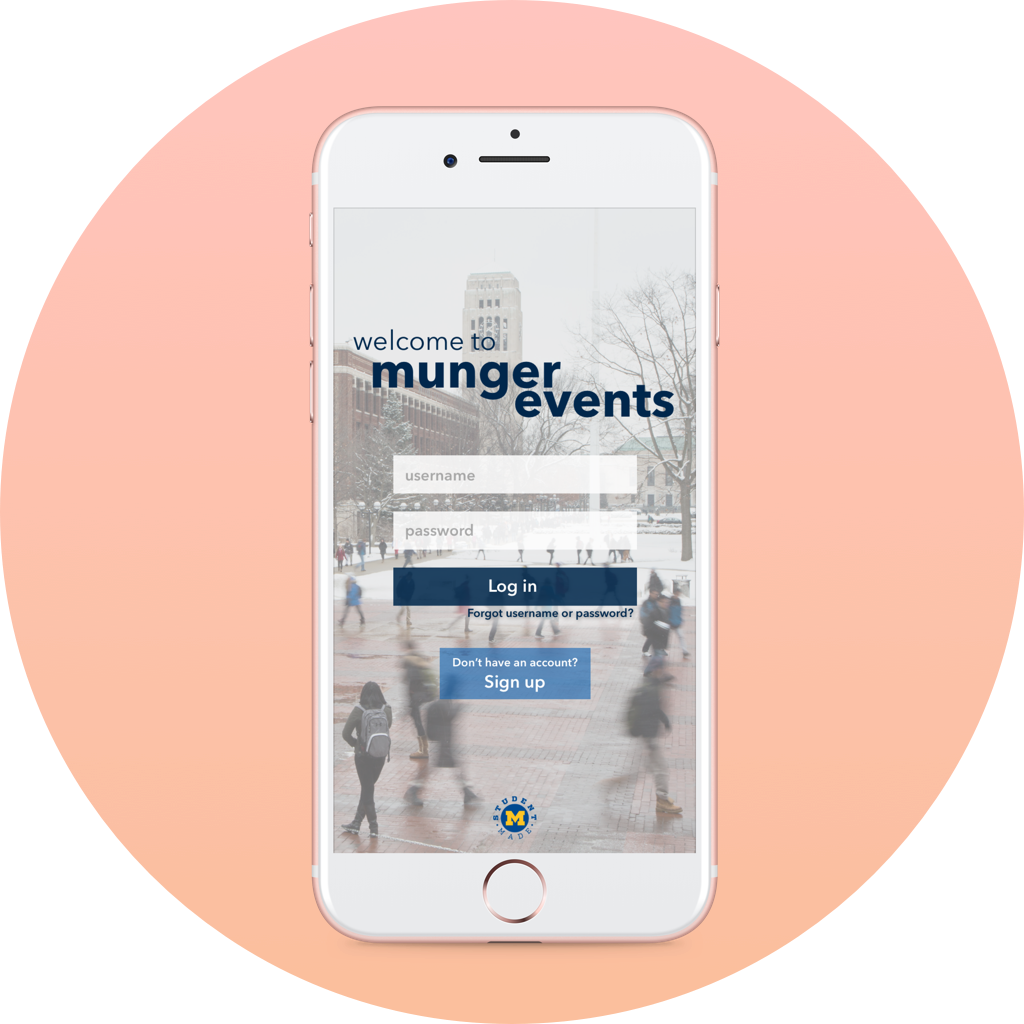 welcome to
munger
events
username
password
Log in
Forgot username or password?
Don't have an account?
Sign up
STUDENT
M
MADE